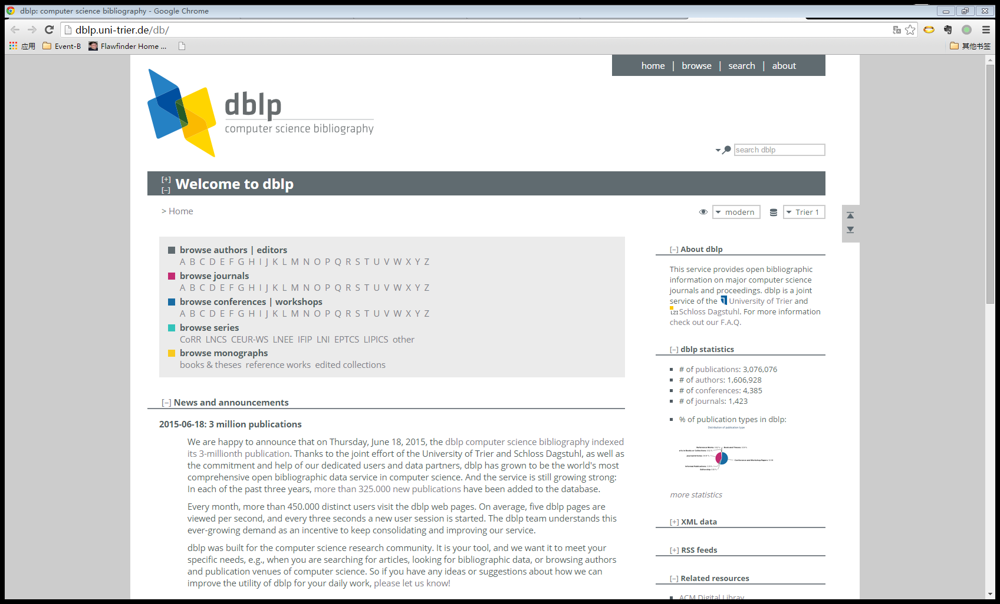 dblp: computer science bibliography - Google Chrome
dblp.uni-trier.de/db/
应用 Event-B Flawfinder Home ... 其他书签
home | browse | search | about
dblp
computer science bibliography
search dblp
[+]
[–] Welcome to dblp
> Home
modern Trier 1
browse authors | editors
A B C D E F G H I J K L M N O P Q R S T U V W X Y Z
browse journals
A B C D E F G H I J K L M N O P Q R S T U V W X Y Z
browse conferences | workshops
A B C D E F G H I J K L M N O P Q R S T U V W X Y Z
browse series
CoRR LNCS CEUR-WS LNEE IFIP LNI EPTCS LIPICS other
browse monographs
books & theses reference works edited collections
[–] News and announcements
2015-06-18: 3 million publications
We are happy to announce that on Thursday, June 18, 2015, the dblp computer science bibliography indexed
its 3-millionth publication. Thanks to the joint effort of the University of Trier and Schloss Dagstuhl, as well as
the commitment and help of our dedicated users and data partners, dblp has grown to be the world's most
comprehensive open bibliographic data service in computer science. And the service is still growing strong:
In each of the past three years, more than 325.000 new publications have been added to the database.
Every month, more than 450.000 distinct users visit the dblp web pages. On average, five dblp pages are
viewed per second, and every three seconds a new user session is started. The dblp team understands this
ever-growing demand as an incentive to keep consolidating and improving our service.
dblp was built for the computer science research community. It is your tool, and we want it to meet your
specific needs, e.g., when you are searching for articles, looking for bibliographic data, or browsing authors
and publication venues of computer science. So if you have any ideas or suggestions about how we can
improve the utility of dblp for your daily work, please let us know!
[–] About dblp
This service provides open bibliographic
information on major computer science
journals and proceedings. dblp is a joint
service of the University of Trier and
LZI Schloss Dagstuhl. For more information
check out our F.A.Q.
[–] dblp statistics
# of publications: 3,076,076
# of authors: 1,606,928
# of conferences: 4,385
# of journals: 1,423
% of publication types in dblp:
Distribution of publication type
Reference Works
Book and Theses
Journal Articles
Conference and Workshop Papers
Informal Publications
Editorship
more statistics
[+] XML data
[+] RSS feeds
[–] Related resources
ACM Digital Library